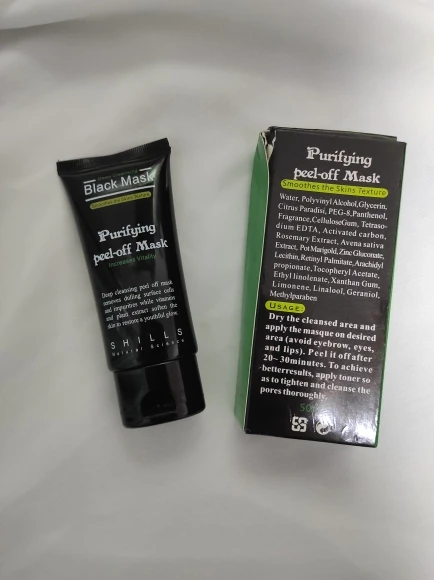 Black Mask
Smoothes the Skins Texture
Purifying
peel-off Mask
Increases Vitality
Deep cleansing peel off mask
removes dulling surface cells
and impurities while vitamins
and plant extract soften the
skin to restore a youthful glow
SHILLS
Natural Science
Purifying
peel-off Mask
Smoothes the Skins Texture
Water, Polyvinyl Alcohol, Glycerin,
Citrus Paradisi, PEG-8, Panthenol,
Fragrance, Cellulose Gum, Tetraso-
dium EDTA, Activated carbon,
Rosemary Extract, Avena sativa
Extract, Pot Marigold, Zinc Gluconate,
Lecithin, Retinyl Palmitate, Arachidyl
propionate, Tocopheryl Acetate,
Ethyl linolenate, Xanthan Gum,
Limonene, Linalool, Geraniol,
Methylparaben
USAGE:
Dry the cleansed area and
apply the masque on desired
area (avoid eyebrow, eyes,
and lips). Peel it off after
20~30minutes. To achieve
betterresults, apply toner so
as to tighten and cleanse the
pores thoroughly.